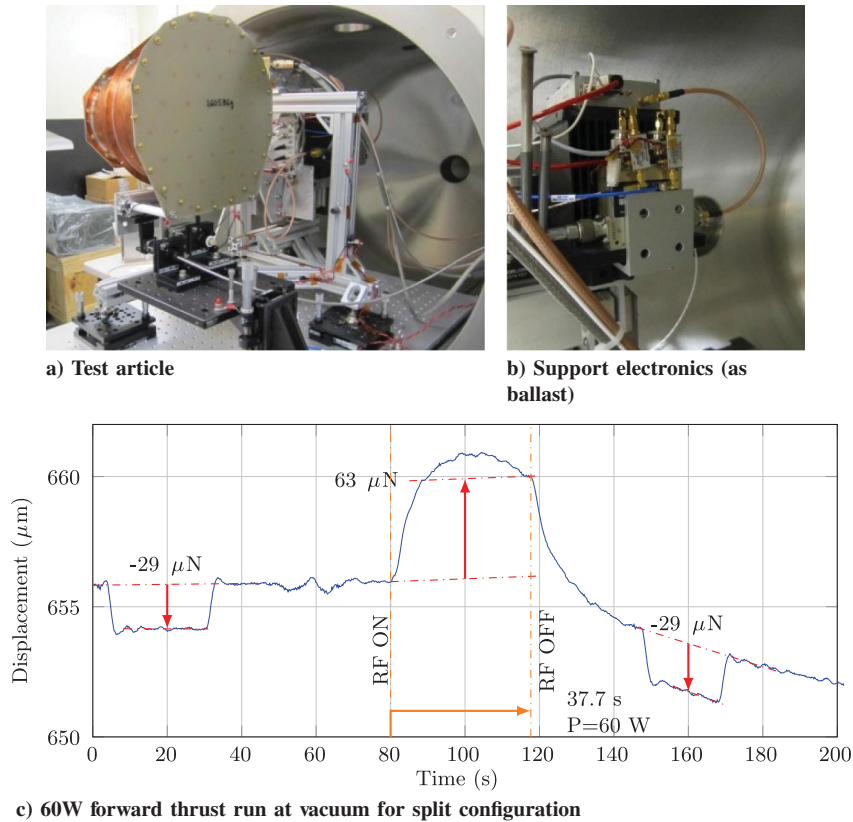 a) Test article
b) Support electronics (as
ballast)
660
655
650
Displacement (μm)
-29 μN
63 μN
-29 μN
RF ON
RF OFF
37.7 s
P=60 W
0 20 40 60 80 100 120 140 160 180 200
Time (s)
c) 60W forward thrust run at vacuum for split configuration